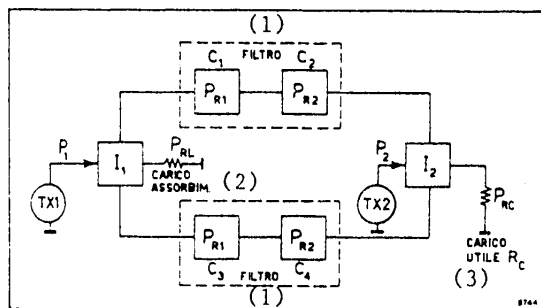 (1)
FILTRO
C1 C2
PR1 PR2
P1 PRL P2
I1 I2
CARICO
ASSORBIM.
(2)
TX1 TX2
PRC
PR1 PR2
CARICO
UTILE RC
(3)
C3 FILTRO C4
(1)
8744